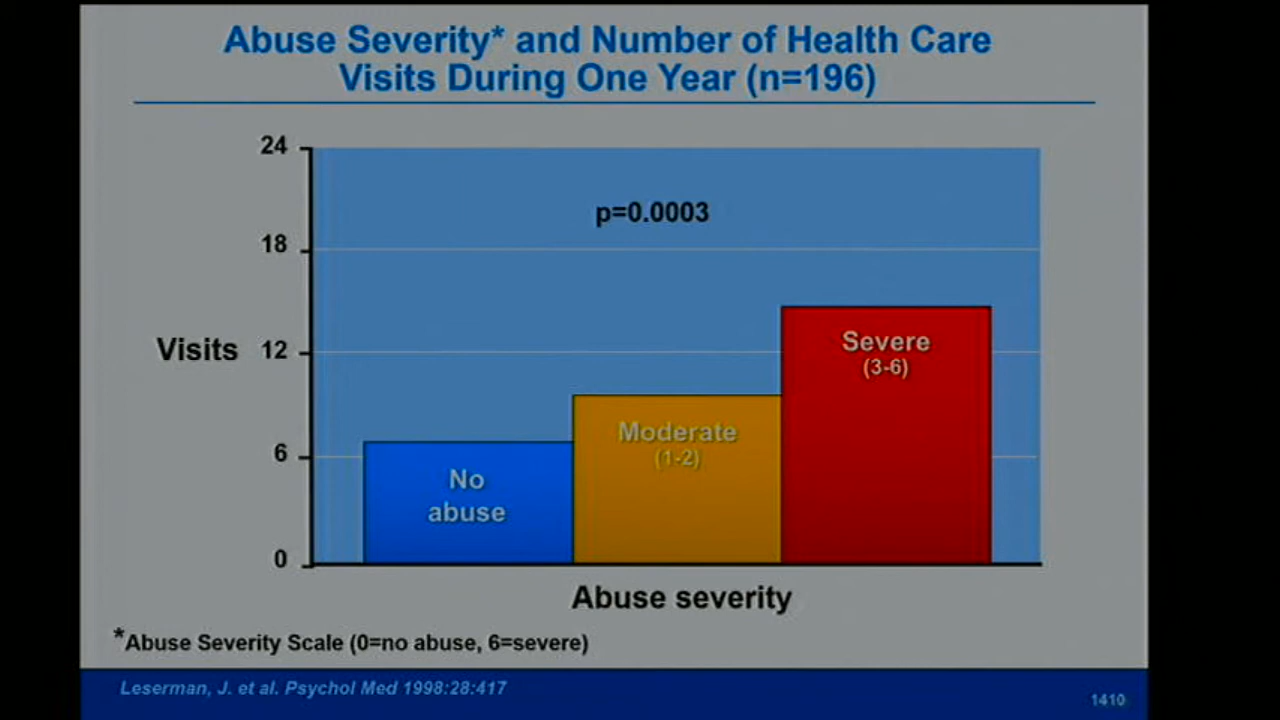 Abuse Severity* and Number of Health Care
Visits During One Year (n=196)
24
p=0.0003
18
Visits
12
Severe
(3-6)
Moderate
(1-2)
6
No
abuse
0
Abuse severity
*Abuse Severity Scale (0=no abuse, 6=severe)
Leserman, J. et al. Psychol Med 1998:28:417
1410